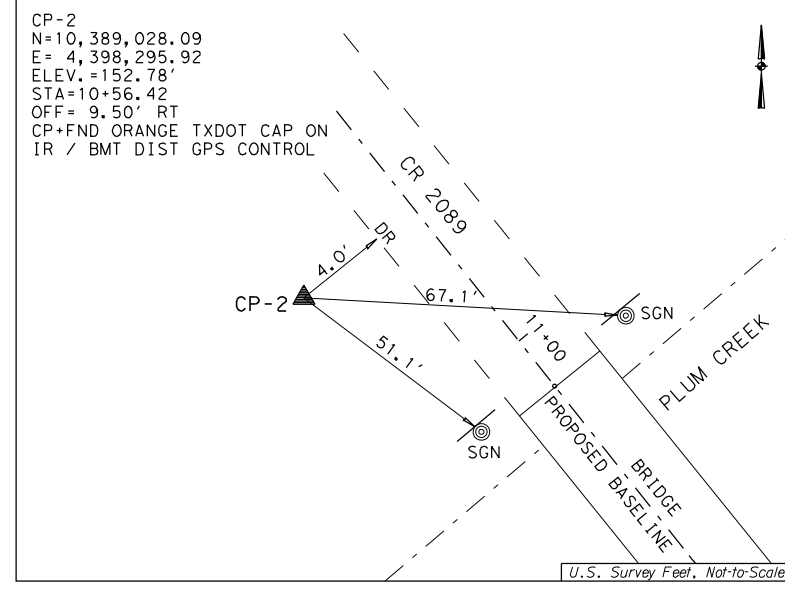 CP-2
N=10,389,028.09
E= 4,398,295.92
ELEV.=152.78'
STA=10+56.42
OFF= 9.50' RT
CP+FND ORANGE TXDOT CAP ON
IR / BMT DIST GPS CONTROL
CR 2089
DR
4.0'
CP-2
67.1'
SGN
11+00
51.1'
PLUM CREEK
SGN
PROPOSED BASELINE
BRIDGE
U.S. Survey Feet, Not-to-Scale